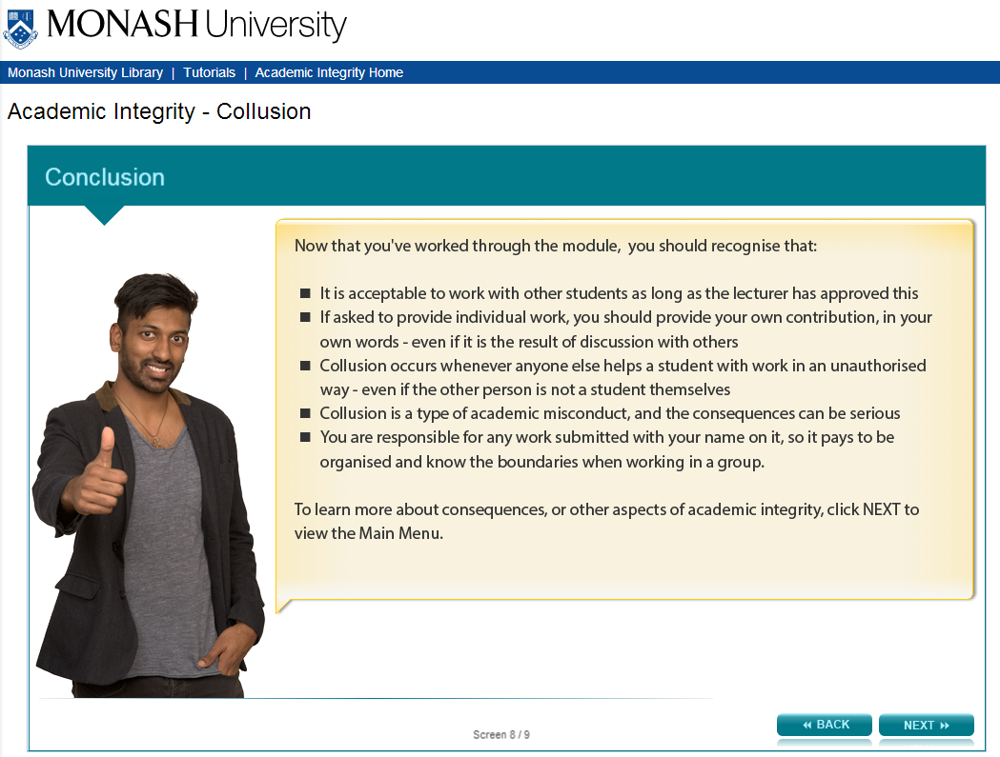 MONASH University
Monash University Library | Tutorials | Academic Integrity Home
Academic Integrity - Collusion
Conclusion
Now that you've worked through the module,  you should recognise that:
■ It is acceptable to work with other students as long as the lecturer has approved this
■ If asked to provide individual work, you should provide your own contribution, in your
own words - even if it is the result of discussion with others
■ Collusion occurs whenever anyone else helps a student with work in an unauthorised
way - even if the other person is not a student themselves
■ Collusion is a type of academic misconduct, and the consequences can be serious
■ You are responsible for any work submitted with your name on it, so it pays to be
organised and know the boundaries when working in a group.
To learn more about consequences, or other aspects of academic integrity, click NEXT to
view the Main Menu.
Screen 8 / 9
BACK
NEXT